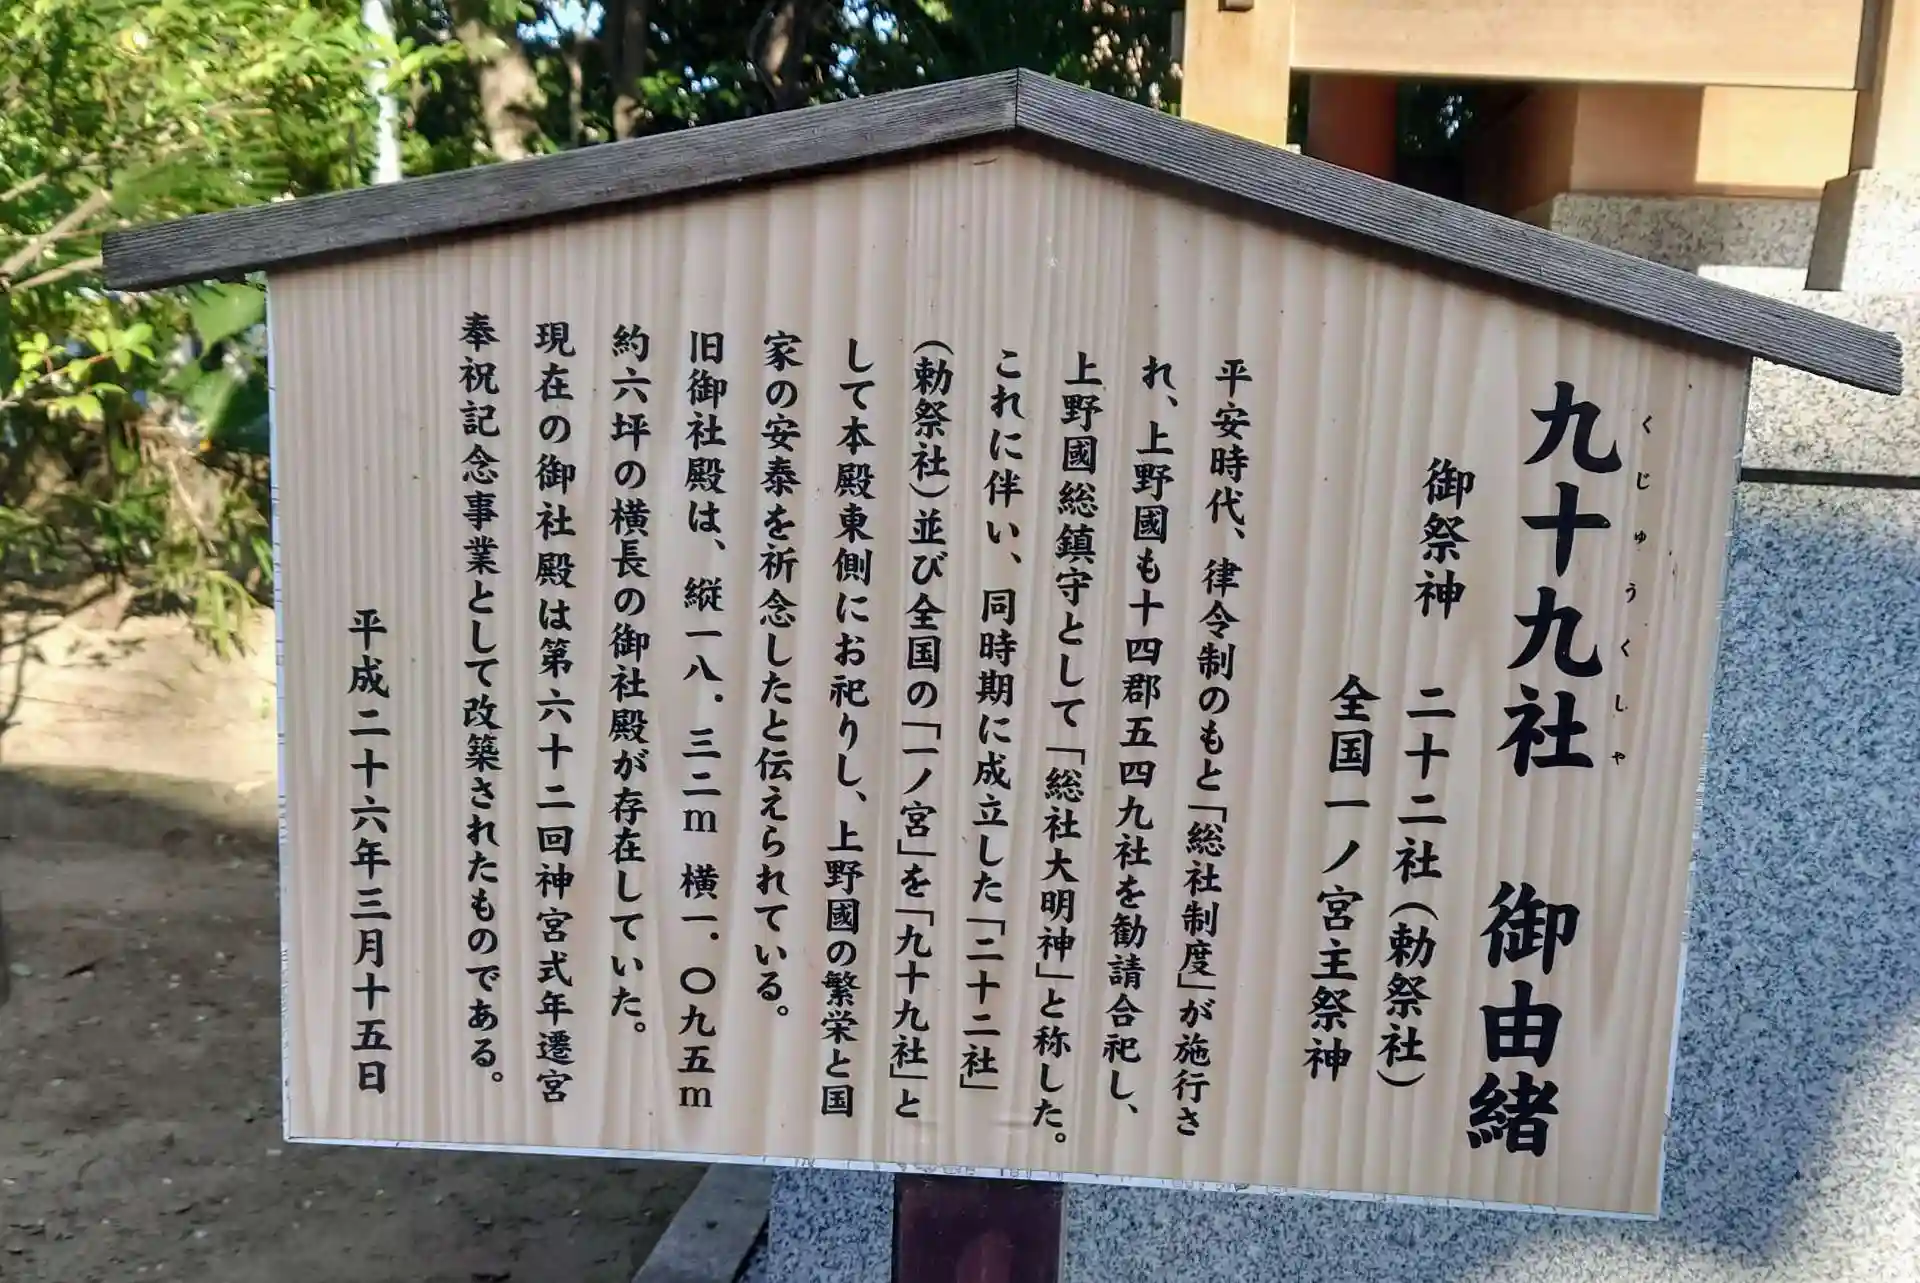 九十九社　御由緒
くじゅうくしゃ
御祭神　二十二社（勅祭社）
全国一ノ宮主祭神
平安時代、律令制のもと「総社制度」が施行さ
れ、上野國も十四郡五四九社を勧請合祀し、
上野國総鎮守として「総社大明神」と称した。
これに伴い、同時期に成立した「二十二社」
（勅祭社）並び全国の「一ノ宮」を「九十九社」と
して本殿東側にお祀りし、上野國の繁栄と国
家の安泰を祈念したと伝えられている。
旧御社殿は、縦一八．三二ｍ 横一．〇九五ｍ
約六坪の横長の御社殿が存在していた。
現在の御社殿は第六十二回神宮式年遷宮
奉祝記念事業として改築されたものである。
平成二十六年三月十五日